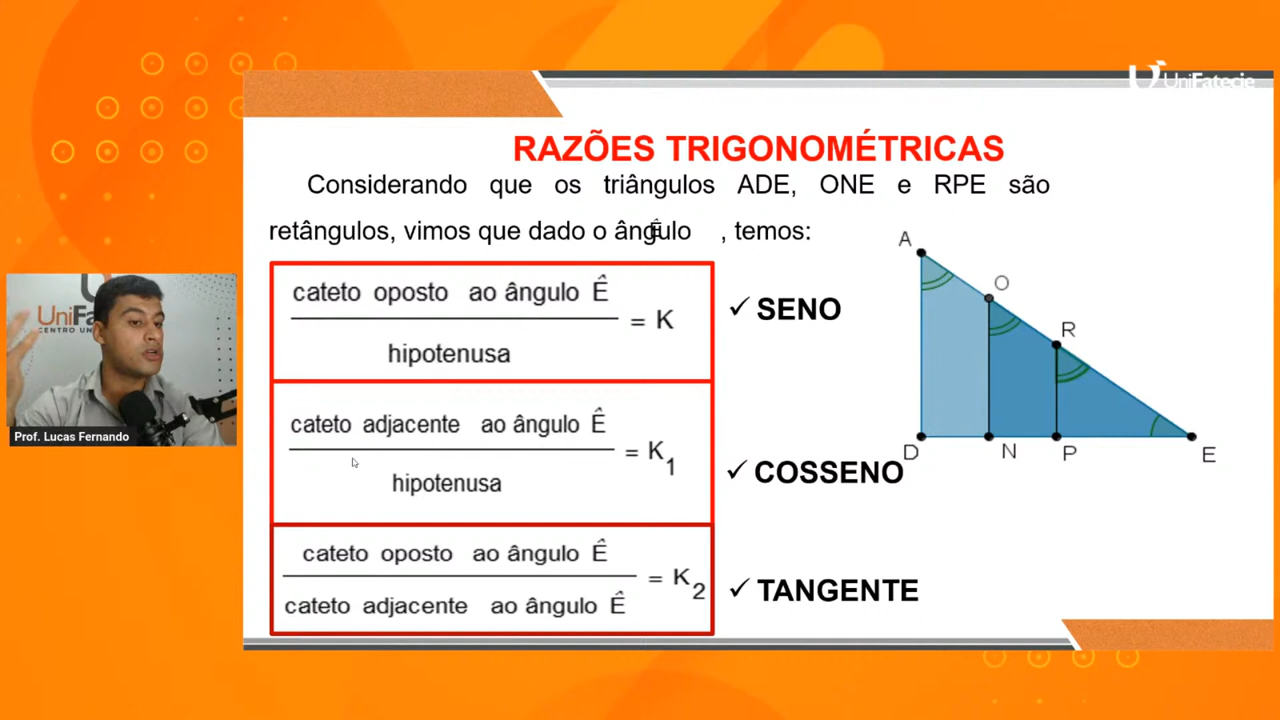 UniFatecie
RAZÕES TRIGONOMÉTRICAS
Considerando que os triângulos ADE, ONE e RPE são
retângulos, vimos que dado o ângulo Ê , temos:
cateto oposto ao ângulo Ê
hipotenusa
= K
✓ SENO
cateto adjacente ao ângulo Ê
hipotenusa
= K1
✓ COSSENO
cateto oposto ao ângulo Ê
cateto adjacente ao ângulo Ê
= K2
✓ TANGENTE
A
O
R
D
N
P
E
CENTRO UN
Prof. Lucas Fernando